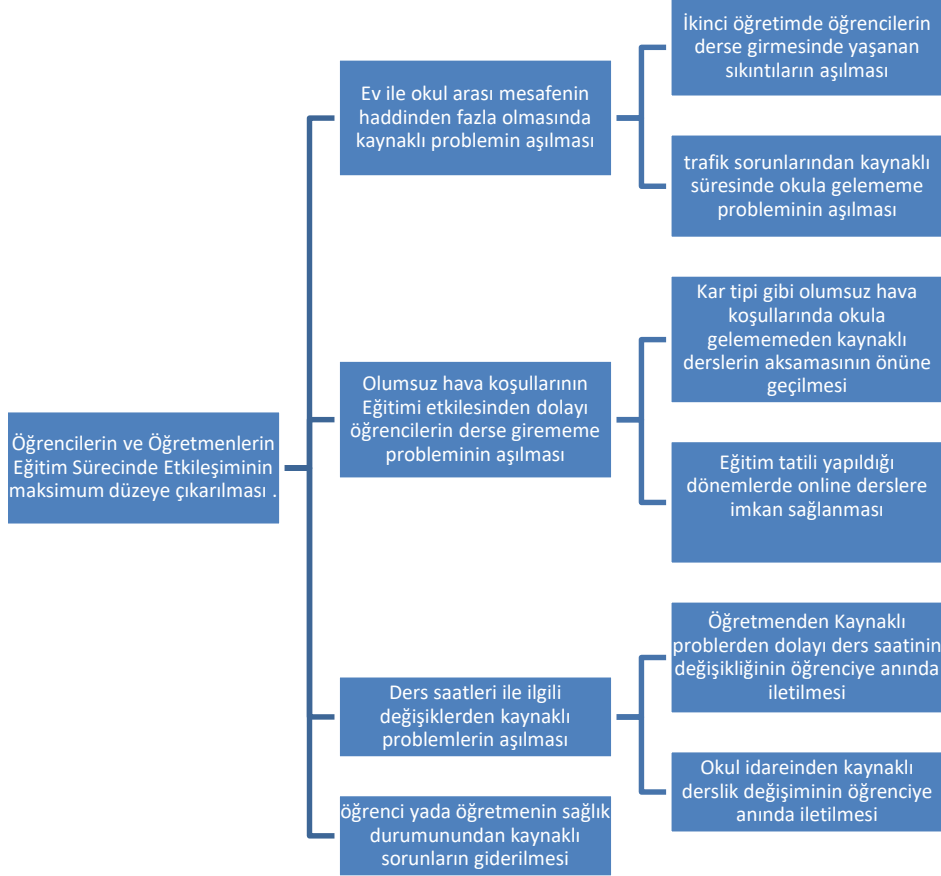 Öğrencilerin ve Öğretmenlerin
Eğitim Sürecinde Etkileşiminin
maksimum düzeye çıkarılması .
Ev ile okul arası mesafenin
haddinden fazla olmasında
kaynaklı problemin aşılması
İkinci öğretimde öğrencilerin
derse girmesinde yaşanan
sıkıntıların aşılması
trafik sorunlarından kaynaklı
süresinde okula gelememe
probleminin aşılması
Olumsuz hava koşullarının
Eğitimi etkilesinden dolayı
öğrencilerin derse girememe
probleminin aşılması
Kar tipi gibi olumsuz hava
koşullarında okula
gelememeden kaynaklı
derslerin aksamasının önüne
geçilmesi
Eğitim tatili yapıldığı
dönemlerde online derslere
imkan sağlanması
Ders saatleri ile ilgili
değişiklerden kaynaklı
problemlerin aşılması
Öğretmenden Kaynaklı
problerden dolayı ders saatinin
değişikliğinin öğrenciye anında
iletilmesi
Okul idareinden kaynaklı
derslik değişiminin öğrenciye
anında iletilmesi
öğrenci yada öğretmenin sağlık
durumunundan kaynaklı
sorunların giderilmesi